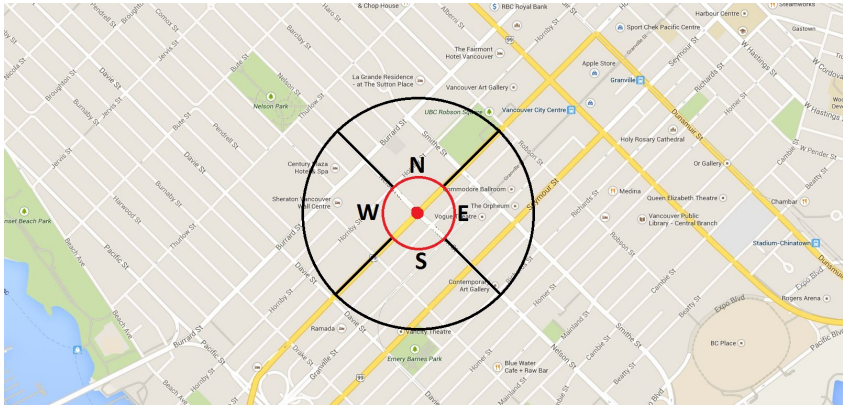 RBC Royal Bank
Sport Chek Pacific Centre
Harbour Centre
Steamworks
Gastown
& Chop House
Alberni St
Haro St
Comox St
Jervis St
Barclay St
Nelson St
Bute St
Thurlow St
Broughton St
Nicola St
Davie St
Burnaby St
Pendrell St
Harwood St
The Fairmont
Hotel Vancouver
Hornby St
Apple Store
Granville
Seymour St
W Hastings St
W Cordova
Richards St
Homer St
La Grande Residence
- at The Sutton Place
Vancouver Art Gallery
Nelson Park
UBC Robson Square
Vancouver City Centre
Dunsmuir St
Burrard St
Smithe St
Robson St
Holy Rosary Cathedral
W Pender St
Cambie St
Beatty St
Or Gallery
Century Plaza
Hotel & Spa
N
Commodore Ballroom
The Orpheum
Vogue Theatre
W
E
S
Sheraton Vancouver
Wall Centre
Medina
Queen Elizabeth Theatre
Chambar
Vancouver Public
Library - Central Branch
Stadium-Chinatown
Sunset Beach Park
Beach Ave
Pacific St
Contemporary
Art Gallery
Expo Blvd
Rogers Arena
Ramada
Vancity Theatre
Drake St
Granville St
99
Emery Barnes Park
Mainland St
Nelson St
Blue Water
Cafe + Raw Bar
BC Place
Pacific Blvd